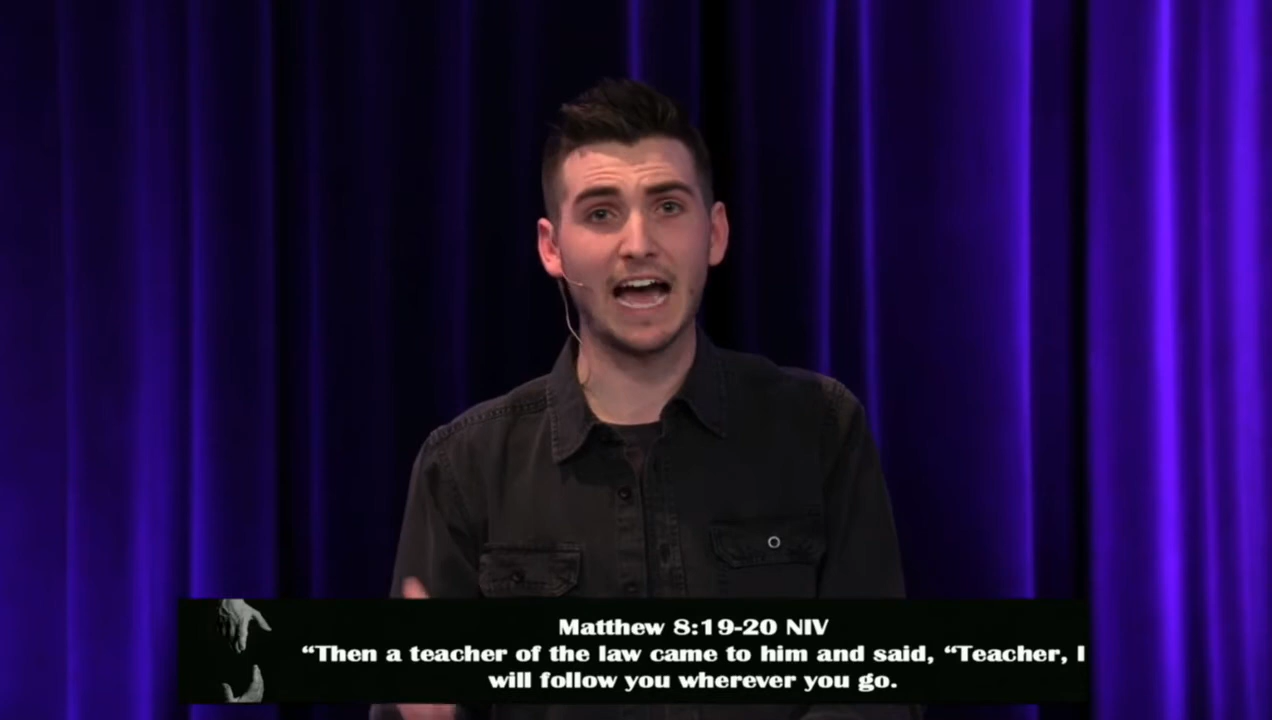 Matthew 8:19-20 NIV
“Then a teacher of the law came to him and said, “Teacher, I
will follow you wherever you go.